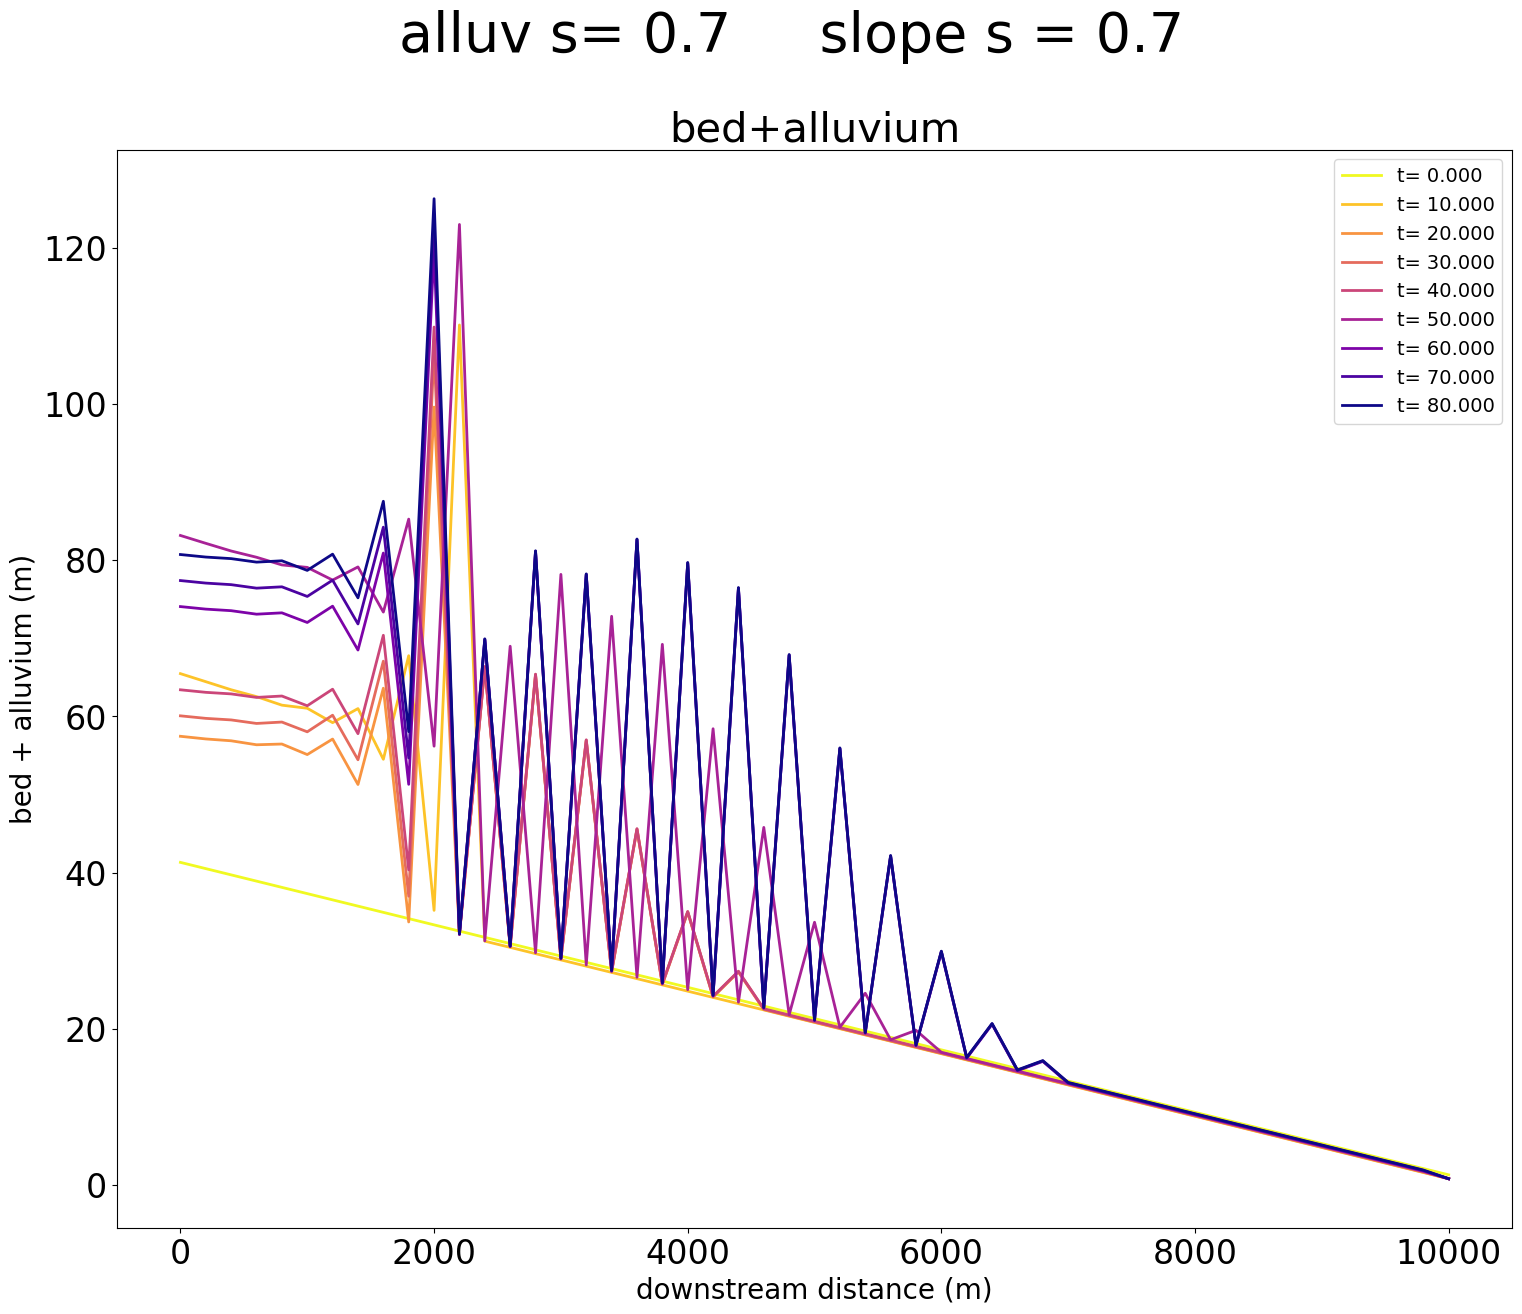 alluv s= 0.7     slope s = 0.7
bed+alluvium
t= 0.000
t= 10.000
t= 20.000
t= 30.000
t= 40.000
t= 50.000
t= 60.000
t= 70.000
t= 80.000
bed + alluvium (m)
120
100
80
60
40
20
0
0 2000 4000 6000 8000 10000
downstream distance (m)